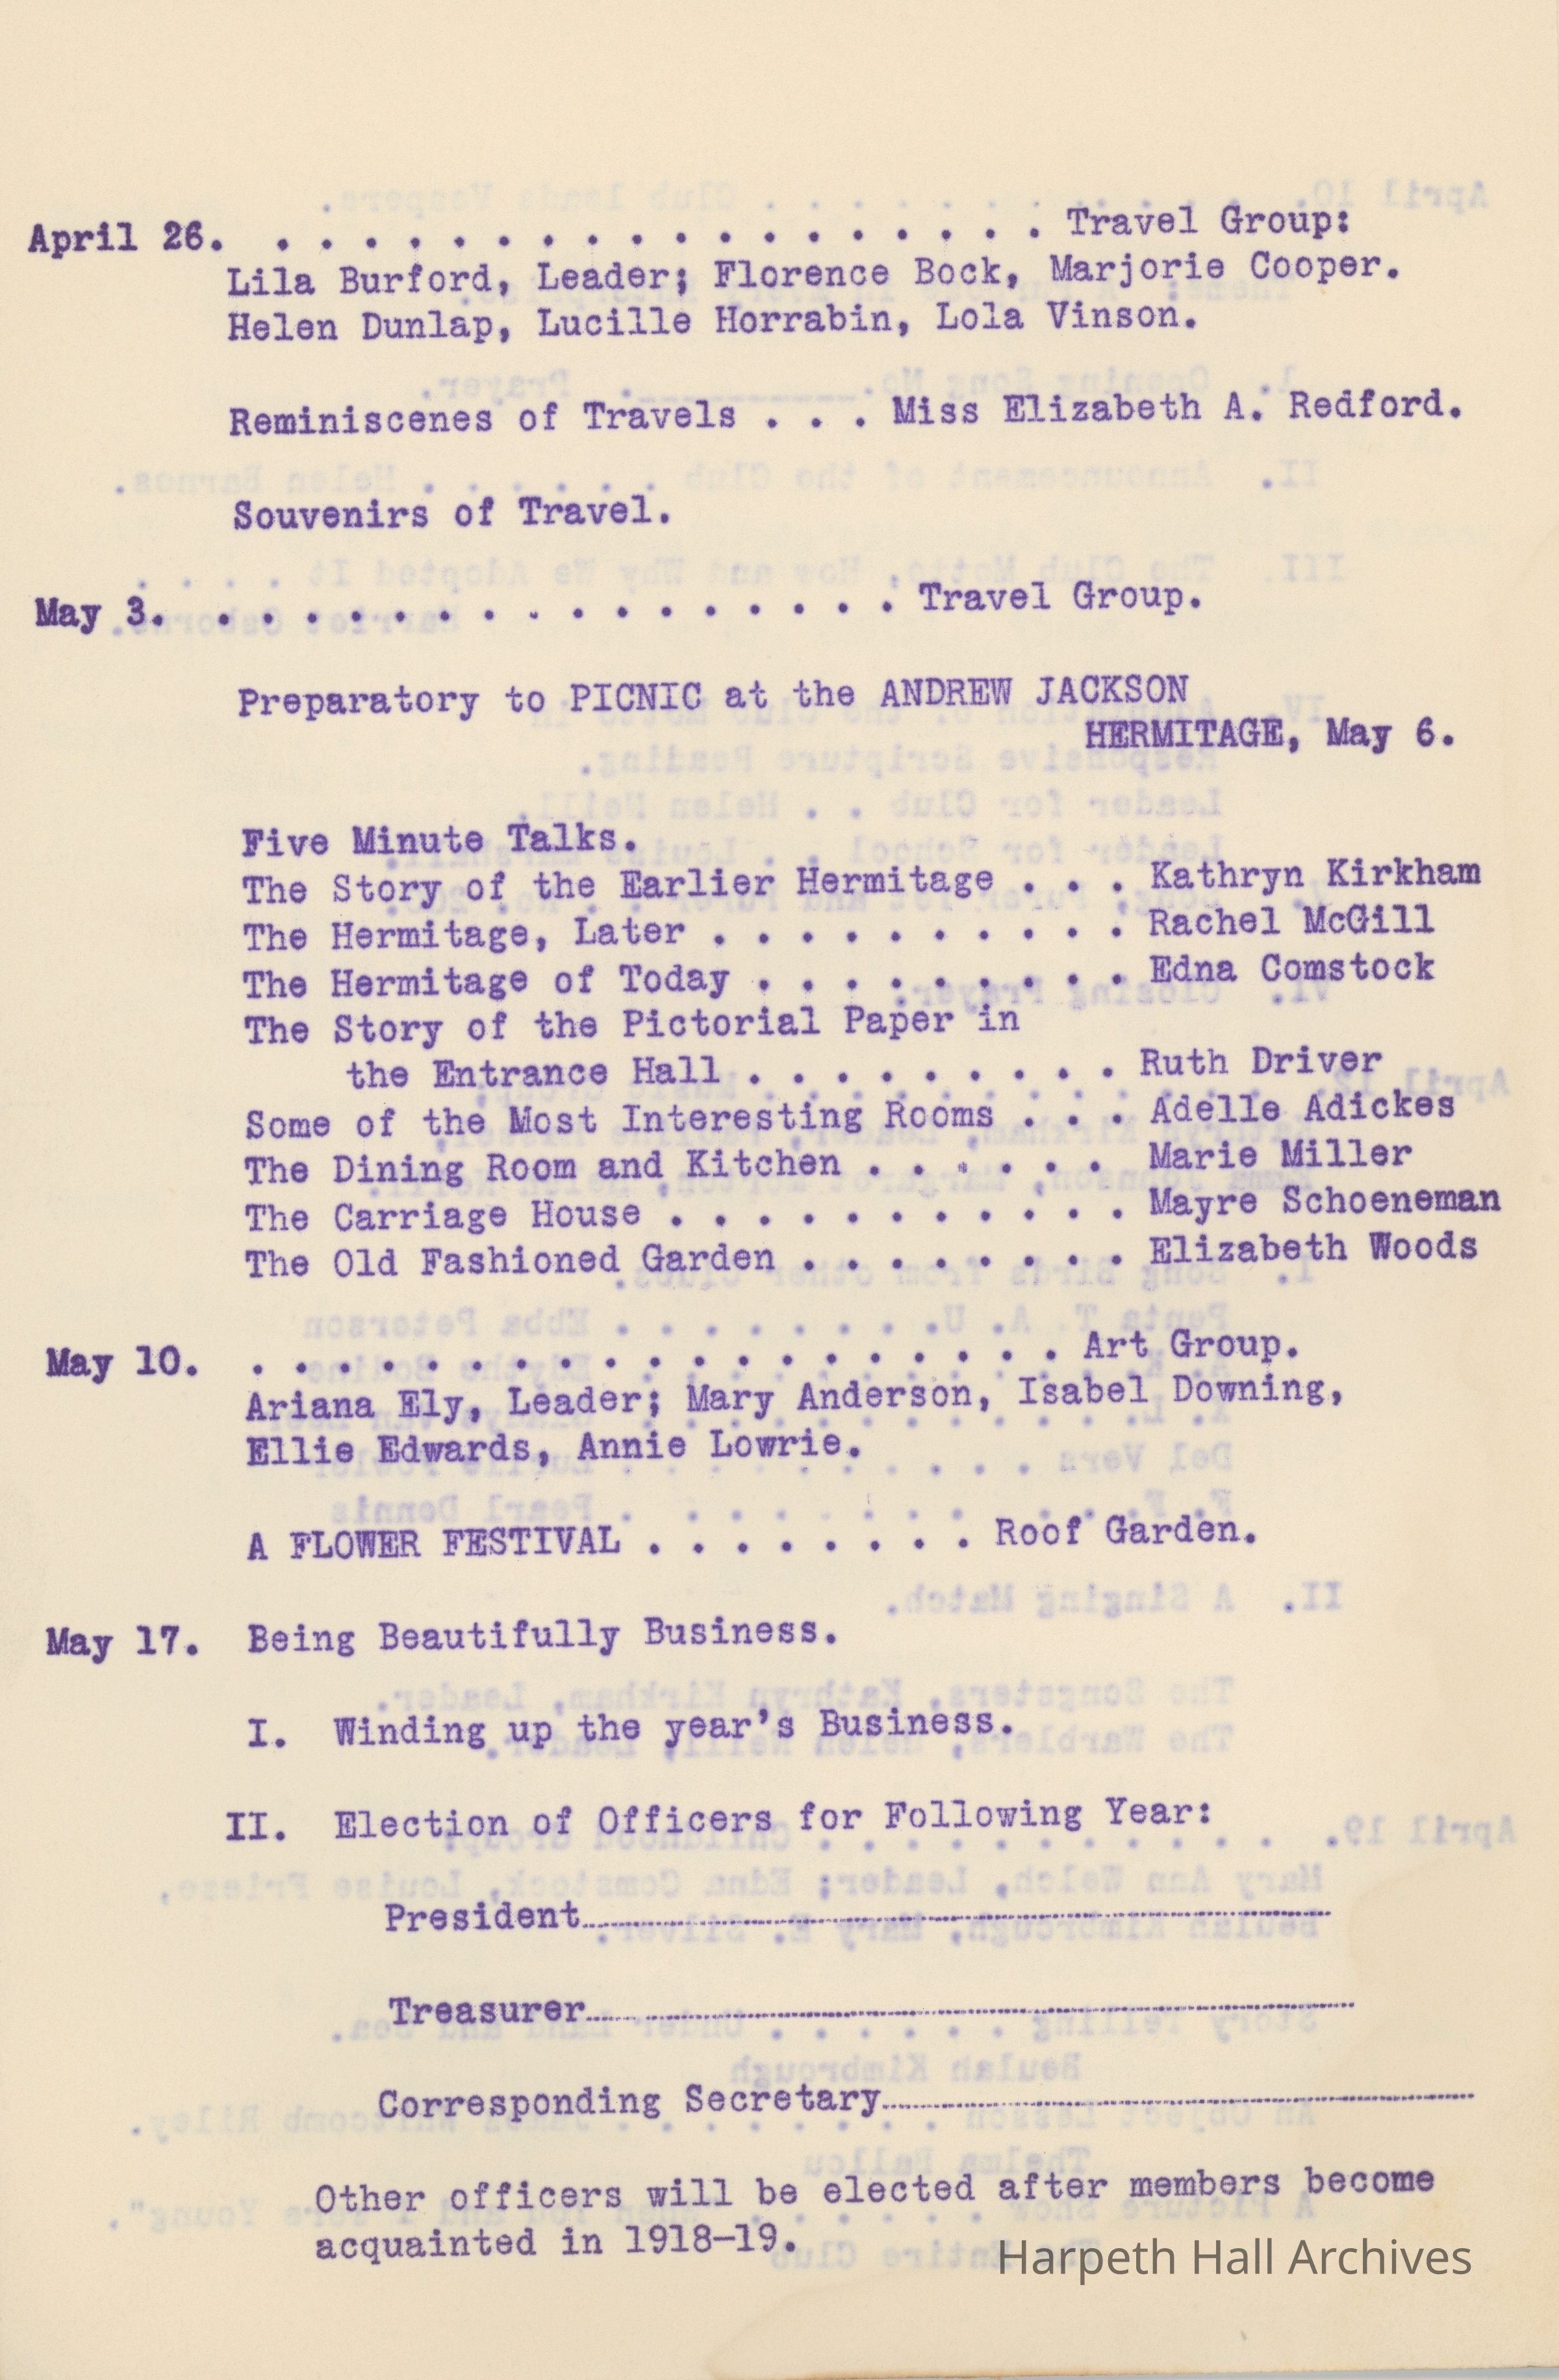 April 26. . . . . . . . . . . . . . . . . . . Travel Group:
Lila Burford, Leader; Florence Bock, Marjorie Cooper.
Helen Dunlap, Lucille Horrabin, Lola Vinson.
Reminiscenes of Travels . . . Miss Elizabeth A. Redford.
Souvenirs of Travel.
May 3. . . . . . . . . . . . . . . . . Travel Group.
Preparatory to PICNIC at the ANDREW JACKSON
HERMITAGE, May 6.
Five Minute Talks.
The Story of the Earlier Hermitage . . . Kathryn Kirkham
The Hermitage, Later . . . . . . . . . . Rachel McGill
The Hermitage of Today . . . . . . . . . Edna Comstock
The Story of the Pictorial Paper in
the Entrance Hall . . . . . . . . . Ruth Driver
Some of the Most Interesting Rooms . . . Adelle Adickes
The Dining Room and Kitchen . . . . . . Marie Miller
The Carriage House . . . . . . . . . . . Mayre Schoeneman
The Old Fashioned Garden . . . . . . . . Elizabeth Woods
May 10. . . . . . . . . . . . . . . . . . . . Art Group.
Ariana Ely, Leader; Mary Anderson, Isabel Downing,
Ellie Edwards, Annie Lowrie.
A FLOWER FESTIVAL . . . . . . . . Roof Garden.
May 17. Being Beautifully Business.
I. Winding up the year's Business.
II. Election of Officers for Following Year:
President
Treasurer
Corresponding Secretary
Other officers will be elected after members become
acquainted in 1918-19.
Harpeth Hall Archives